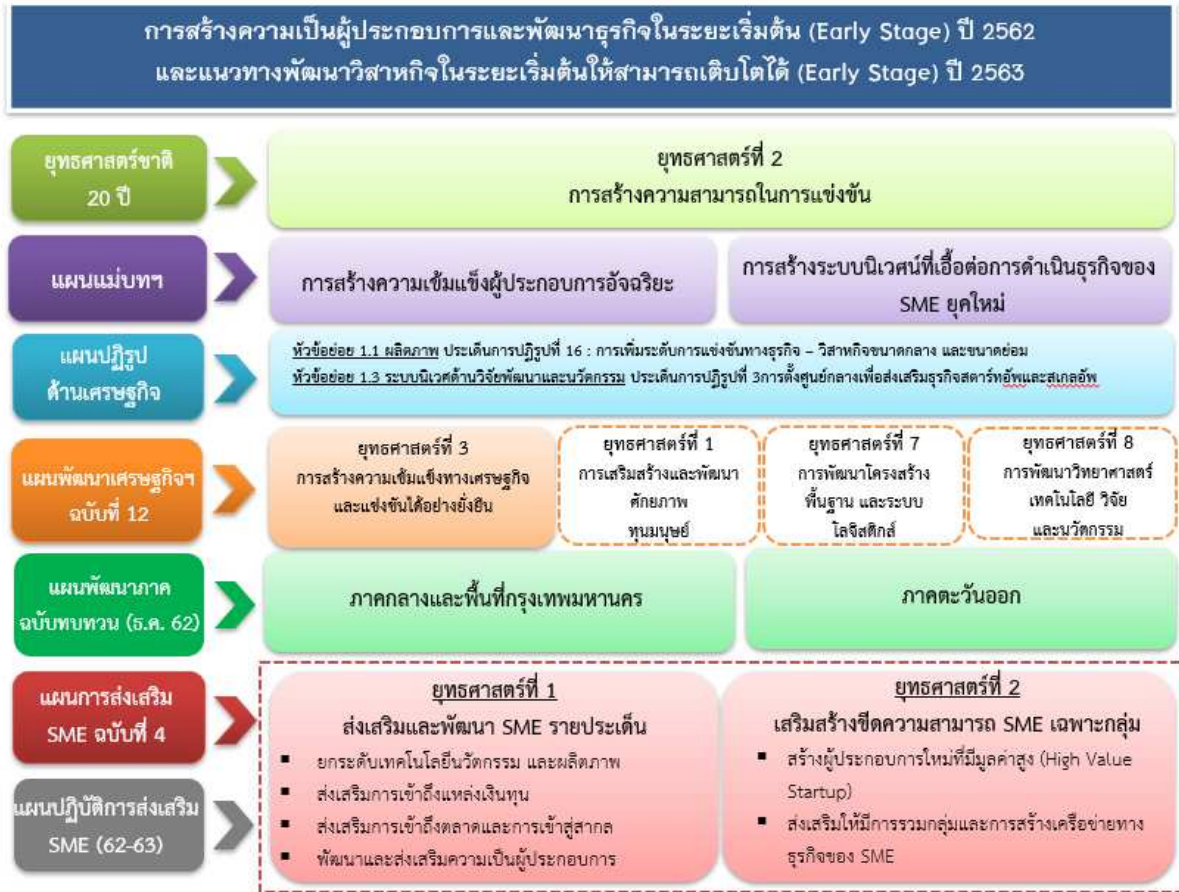 การสร้างความเป็นผู้ประกอบการและพัฒนาธุรกิจในระยะเริ่มต้น (Early Stage) ปี 2562
และแนวทางพัฒนาวิสาหกิจในระยะเริ่มต้นให้สามารถเติบโตได้ (Early Stage) ปี 2563
ยุทธศาสตร์ชาติ
20 ปี
ยุทธศาสตร์ที่ 2
การสร้างความสามารถในการแข่งขัน
แผนแม่บทฯ
การสร้างความเข้มแข็งผู้ประกอบการอัจฉริยะ
การสร้างระบบนิเวศน์ที่เอื้อต่อการดำเนินธุรกิจของ
SME ยุคใหม่
แผนปฏิรูป
ด้านเศรษฐกิจ
หัวข้อย่อย 1.1 ผลิตภาพ ประเด็นการปฏิรูปที่ 16 : การเพิ่มระดับการแข่งขันทางธุรกิจ – วิสาหกิจขนาดกลาง และขนาดย่อม
หัวข้อย่อย 1.3 ระบบนิเวศด้านวิจัยพัฒนาและนวัตกรรม ประเด็นการปฏิรูปที่ 3การตั้งศูนย์กลางเพื่อส่งเสริมธุรกิจสตาร์ทอัพและสเกลอัพ
แผนพัฒนาเศรษฐกิจฯ
ฉบับที่ 12
ยุทธศาสตร์ที่ 3
การสร้างความเข้มแข็งทางเศรษฐกิจ
และแข่งขันได้อย่างยั่งยืน
ยุทธศาสตร์ที่ 1
การเสริมสร้างและพัฒนา
ศักยภาพ
ทุนมนุษย์
ยุทธศาสตร์ที่ 7
การพัฒนาโครงสร้าง
พื้นฐาน และระบบ
โลจิสติกส์
ยุทธศาสตร์ที่ 8
การพัฒนาวิทยาศาสตร์
เทคโนโลยี วิจัย
และนวัตกรรม
แผนพัฒนาภาค
ฉบับทบทวน (ธ.ค. 62)
ภาคกลางและพื้นที่กรุงเทพมหานคร
ภาคตะวันออก
แผนการส่งเสริม
SME ฉบับที่ 4
แผนปฏิบัติการส่งเสริม
SME (62-63)
ยุทธศาสตร์ที่ 1
ส่งเสริมและพัฒนา SME รายประเด็น
▪ ยกระดับเทคโนโลยีนวัตกรรม และผลิตภาพ
▪ ส่งเสริมการเข้าถึงแหล่งเงินทุน
▪ ส่งเสริมการเข้าถึงตลาดและการเข้าสู่สากล
▪ พัฒนาและส่งเสริมความเป็นผู้ประกอบการ
ยุทธศาสตร์ที่ 2
เสริมสร้างขีดความสามารถ SME เฉพาะกลุ่ม
▪ สร้างผู้ประกอบการใหม่ที่มีมูลค่าสูง (High Value
Startup)
▪ ส่งเสริมให้มีการรวมกลุ่มและการสร้างเครือข่ายทาง
ธุรกิจของ SME